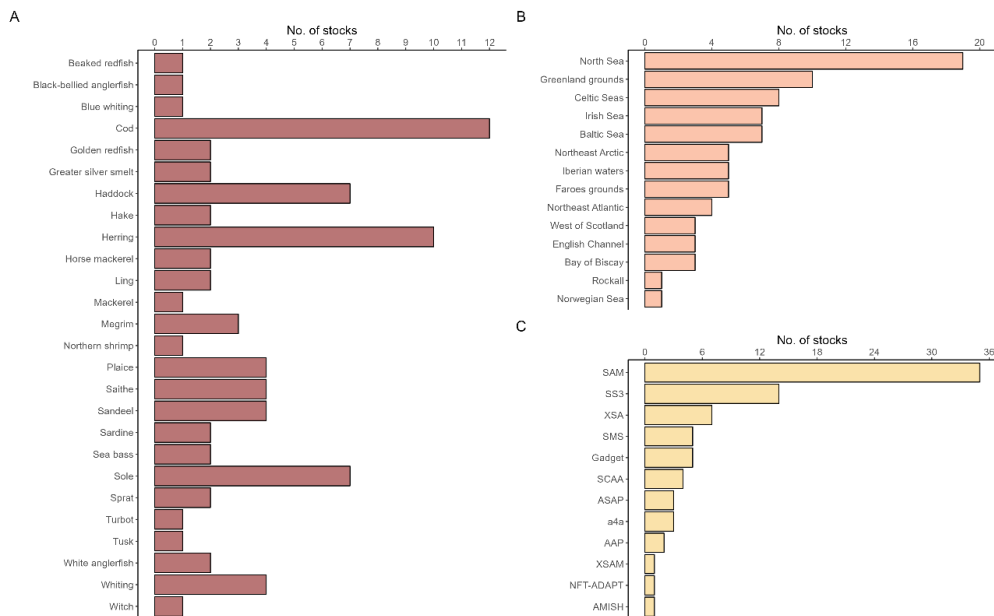 A
No. of stocks
0 1 2 3 4 5 6 7 8 9 10 11 12
Beaked redfish
Black-bellied anglerfish
Blue whiting
Cod
Golden redfish
Greater silver smelt
Haddock
Hake
Herring
Horse mackerel
Ling
Mackerel
Megrim
Northern shrimp
Plaice
Saithe
Sandeel
Sardine
Sea bass
Sole
Sprat
Turbot
Tusk
White anglerfish
Whiting
Witch
B
No. of stocks
0 4 8 12 16 20
North Sea
Greenland grounds
Celtic Seas
Irish Sea
Baltic Sea
Northeast Arctic
Iberian waters
Faroes grounds
Northeast Atlantic
West of Scotland
English Channel
Bay of Biscay
Rockall
Norwegian Sea
C
No. of stocks
0 6 12 18 24 30 36
SAM
SS3
XSA
SMS
Gadget
SCAA
ASAP
a4a
AAP
XSAM
NFT-ADAPT
AMISH